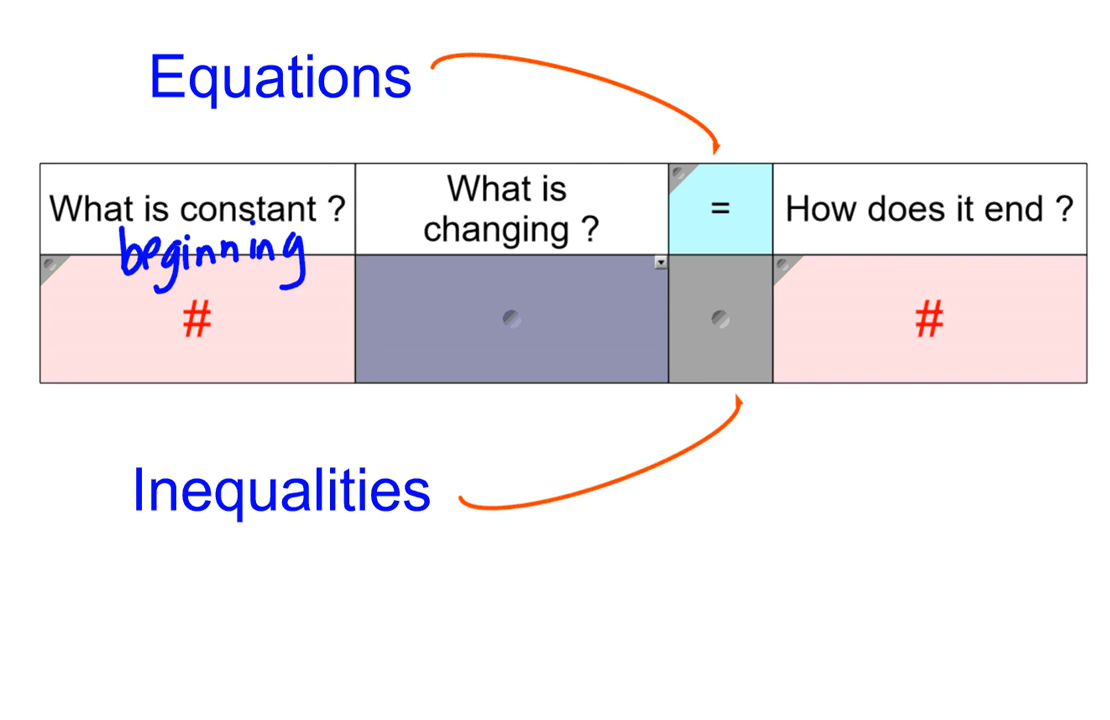 Equations
What is constant ?
What is
changing ?
=
How does it end ?
beginning
#
#
Inequalities